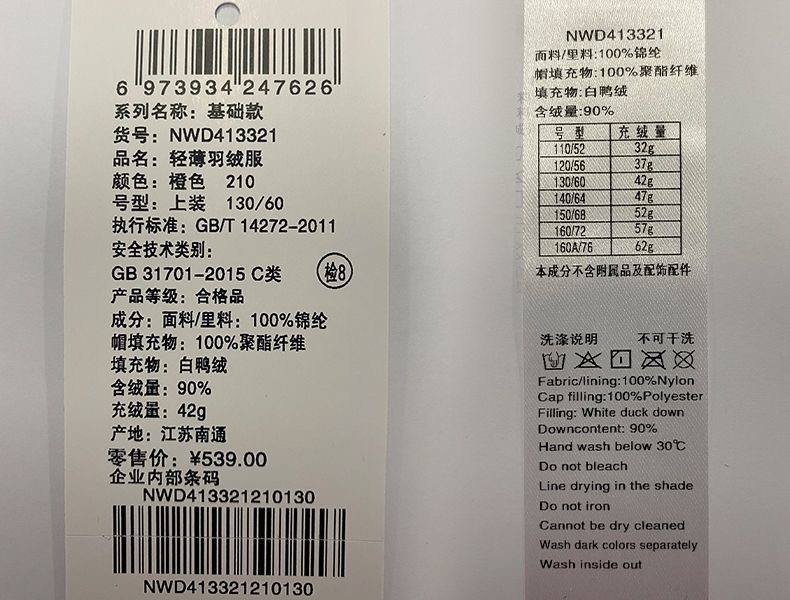 6 973934 247626
系列名称：基础款
货号：NWD413321
品名：轻薄羽绒服
颜色：橙色 210
号型：上装 130/60
执行标准：GB/T 14272-2011
安全技术类别：
GB 31701-2015 C类
检8
产品等级：合格品
成分：面料/里料：100%锦纶
帽填充物：100%聚酯纤维
填充物：白鸭绒
含绒量：90%
充绒量：42g
产地：江苏南通
零售价：¥539.00
企业内部条码
NWD413321210130
NWD413321210130
NWD413321
面料/里料:100%锦纶
帽填充物:100%聚酯纤维
填充物:白鸭绒
含绒量:90%
号型 充绒量
110/52 32g
120/56 37g
130/60 42g
140/64 47g
150/68 52g
160/72 57g
160A/76 62g
本成分不含附属品及配饰配件
洗涤说明 不可干洗
Fabric/lining:100%Nylon
Cap filling:100%Polyester
Filling: White duck down
Downcontent: 90%
Hand wash below 30℃
Do not bleach
Line drying in the shade
Do not iron
Cannot be dry cleaned
Wash dark colors separately
Wash inside out